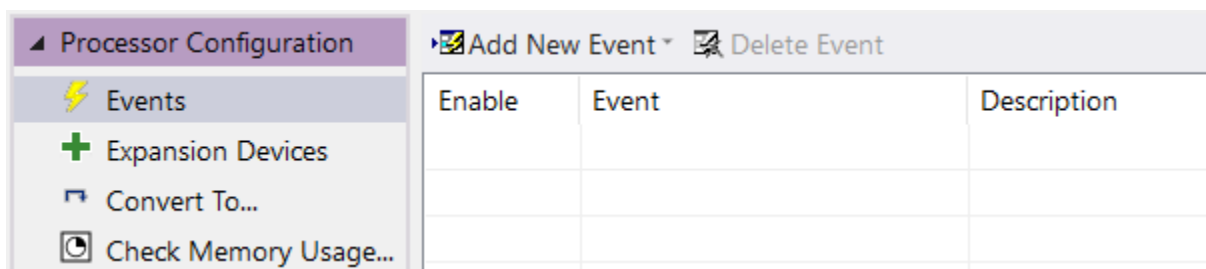 Processor Configuration
Events
Expansion Devices
Convert To...
Check Memory Usage...
Add New Event Delete Event
Enable Event Description